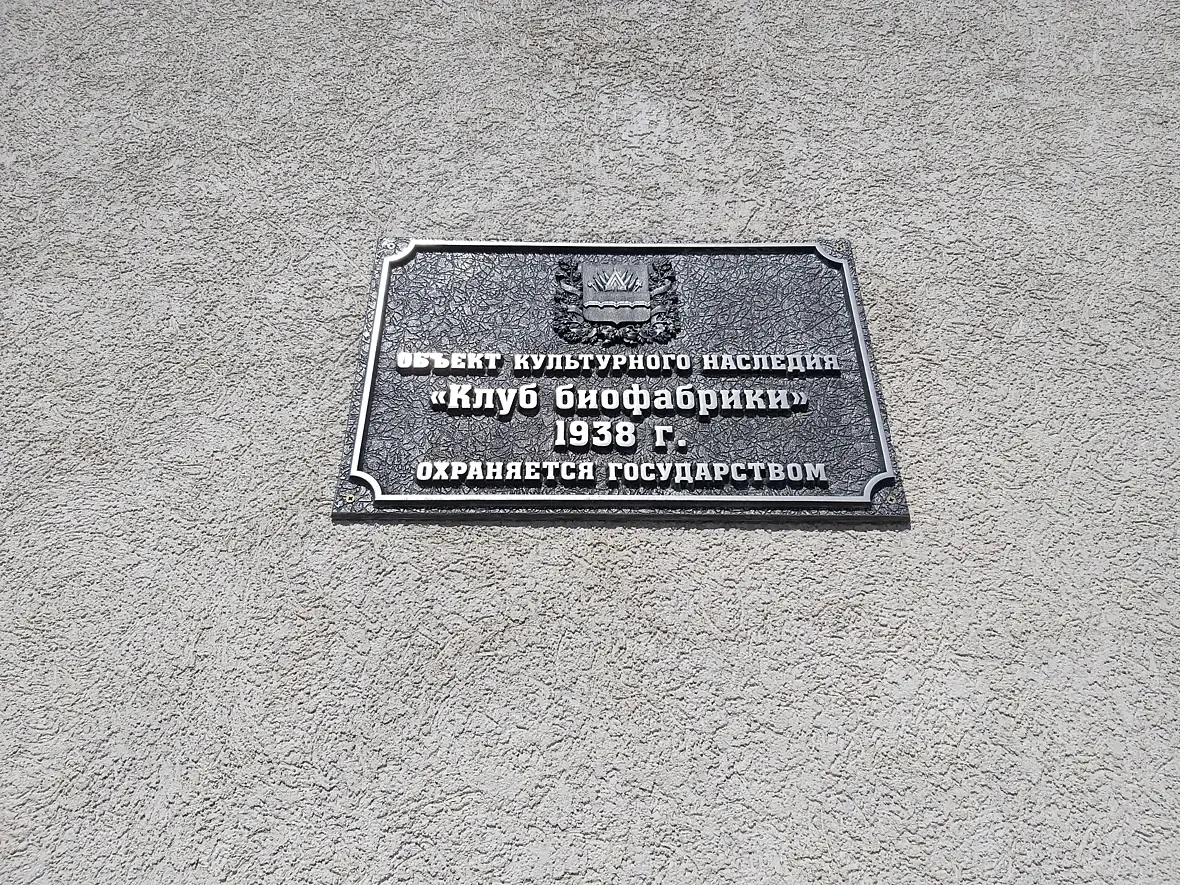 ОБЪЕКТ КУЛЬТУРНОГО НАСЛЕДИЯ
«Клуб биофабрики»
1938 г.
ОХРАНЯЕТСЯ ГОСУДАРСТВОМ